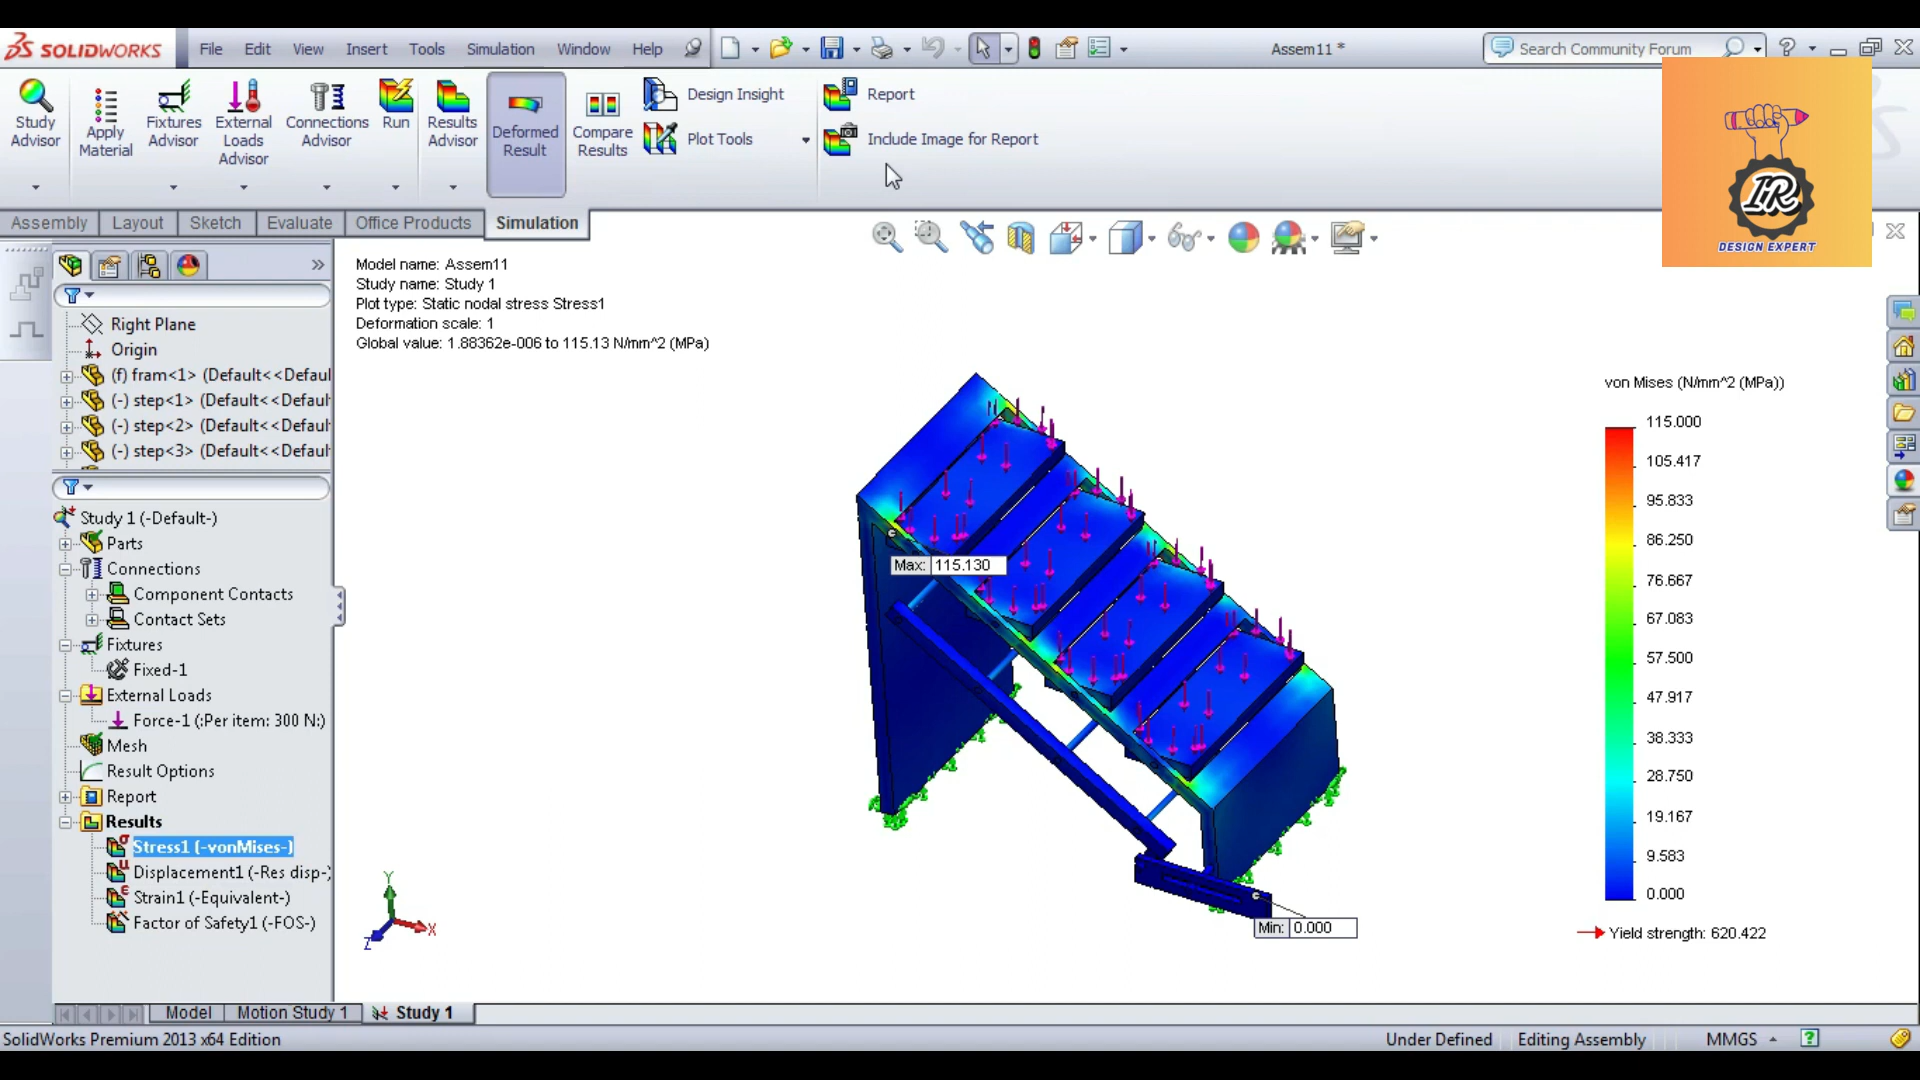 SOLIDWORKS File Edit View Insert Tools Simulation Window Help Assem11 * Search Community Forum
Study Advisor
Apply Material
Fixtures Advisor
External Loads Advisor
Connections Advisor
Run
Results Advisor
Deformed Result
Compare Results
Design Insight
Plot Tools
Report
Include Image for Report
IR
DESIGN EXPERT
Assembly Layout Sketch Evaluate Office Products Simulation
Right Plane
Origin
(f) fram<1> (Default<<Defaul
(-) step<1> (Default<<Defaul
(-) step<2> (Default<<Defaul
(-) step<3> (Default<<Defaul
Study 1 (-Default-)
Parts
Connections
Component Contacts
Contact Sets
Fixtures
Fixed-1
External Loads
Force-1 (:Per item: 300 N:)
Mesh
Result Options
Report
Results
Stress1 (-vonMises-)
Displacement1 (-Res disp-)
Strain1 (-Equivalent-)
Factor of Safety1 (-FOS-)
Model name: Assem11
Study name: Study 1
Plot type: Static nodal stress Stress1
Deformation scale: 1
Global value: 1.88362e-006 to 115.13 N/mm^2 (MPa)
Max: 115.130
Min: 0.000
Y
X
Z
von Mises (N/mm^2 (MPa))
115.000
105.417
95.833
86.250
76.667
67.083
57.500
47.917
38.333
28.750
19.167
9.583
0.000
Yield strength: 620.422
Model Motion Study 1 Study 1
SolidWorks Premium 2013 x64 Edition Under Defined Editing Assembly MMGS